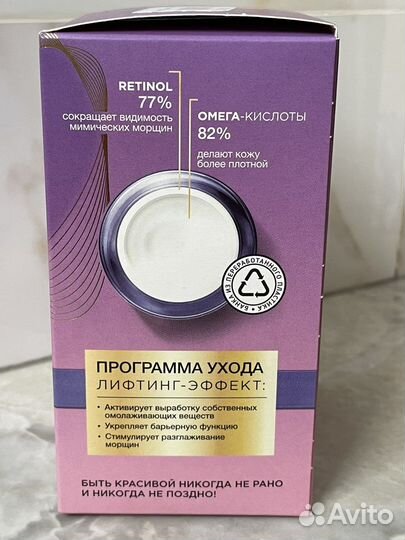 RETINOL
77%
сокращает видимость
мимических морщин
ОМЕГА-КИСЛОТЫ
82%
делают кожу
более плотной
БАНКА ИЗ ПЕРЕРАБОТАННОГО ПЛАСТИКА
ПРОГРАММА УХОДА
ЛИФТИНГ-ЭФФЕКТ:
• Активирует выработку собственных
омолаживающих веществ
• Укрепляет барьерную функцию
• Стимулирует разглаживание
морщин
БЫТЬ КРАСИВОЙ НИКОГДА НЕ РАНО
И НИКОГДА НЕ ПОЗДНО!
Avito